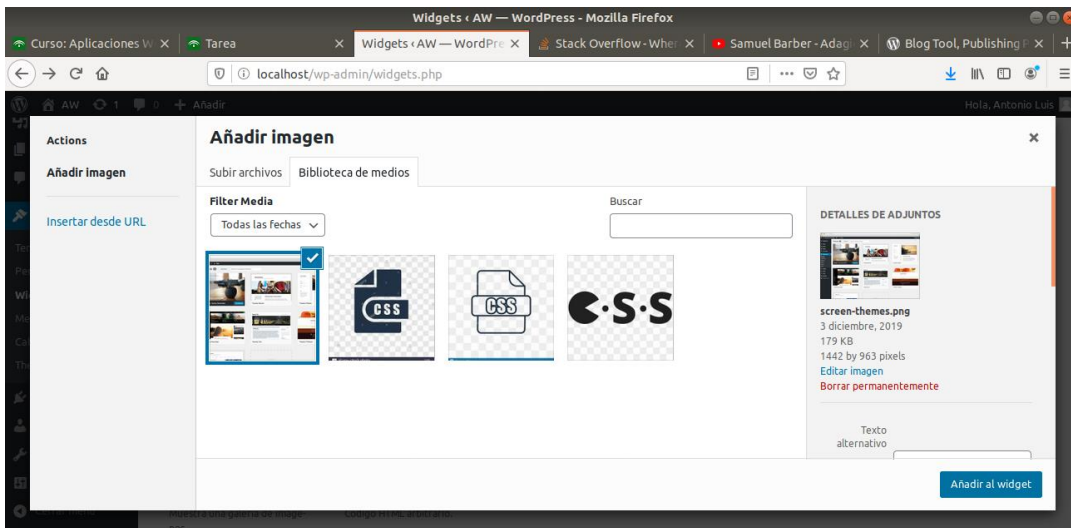 Widgets ‹ AW — WordPress - Mozilla Firefox
Curso: Aplicaciones W
Tarea
Widgets ‹ AW — WordPre
Stack Overflow - Wher
Samuel Barber - Adagi
Blog Tool, Publishing P
localhost/wp-admin/widgets.php
AW 1 0 + Añadir
Hola, Antonio Luis
Actions
Añadir imagen
Insertar desde URL
Añadir imagen
Subir archivos
Biblioteca de medios
Filter Media
Todas las fechas
Buscar
CSS
CSS
C·S·S
DETALLES DE ADJUNTOS
screen-themes.png
3 diciembre, 2019
179 KB
1442 by 963 pixels
Editar imagen
Borrar permanentemente
Texto
alternativo
Añadir al widget
Muestra una galería de imáge-
Código HTML arbitrario.